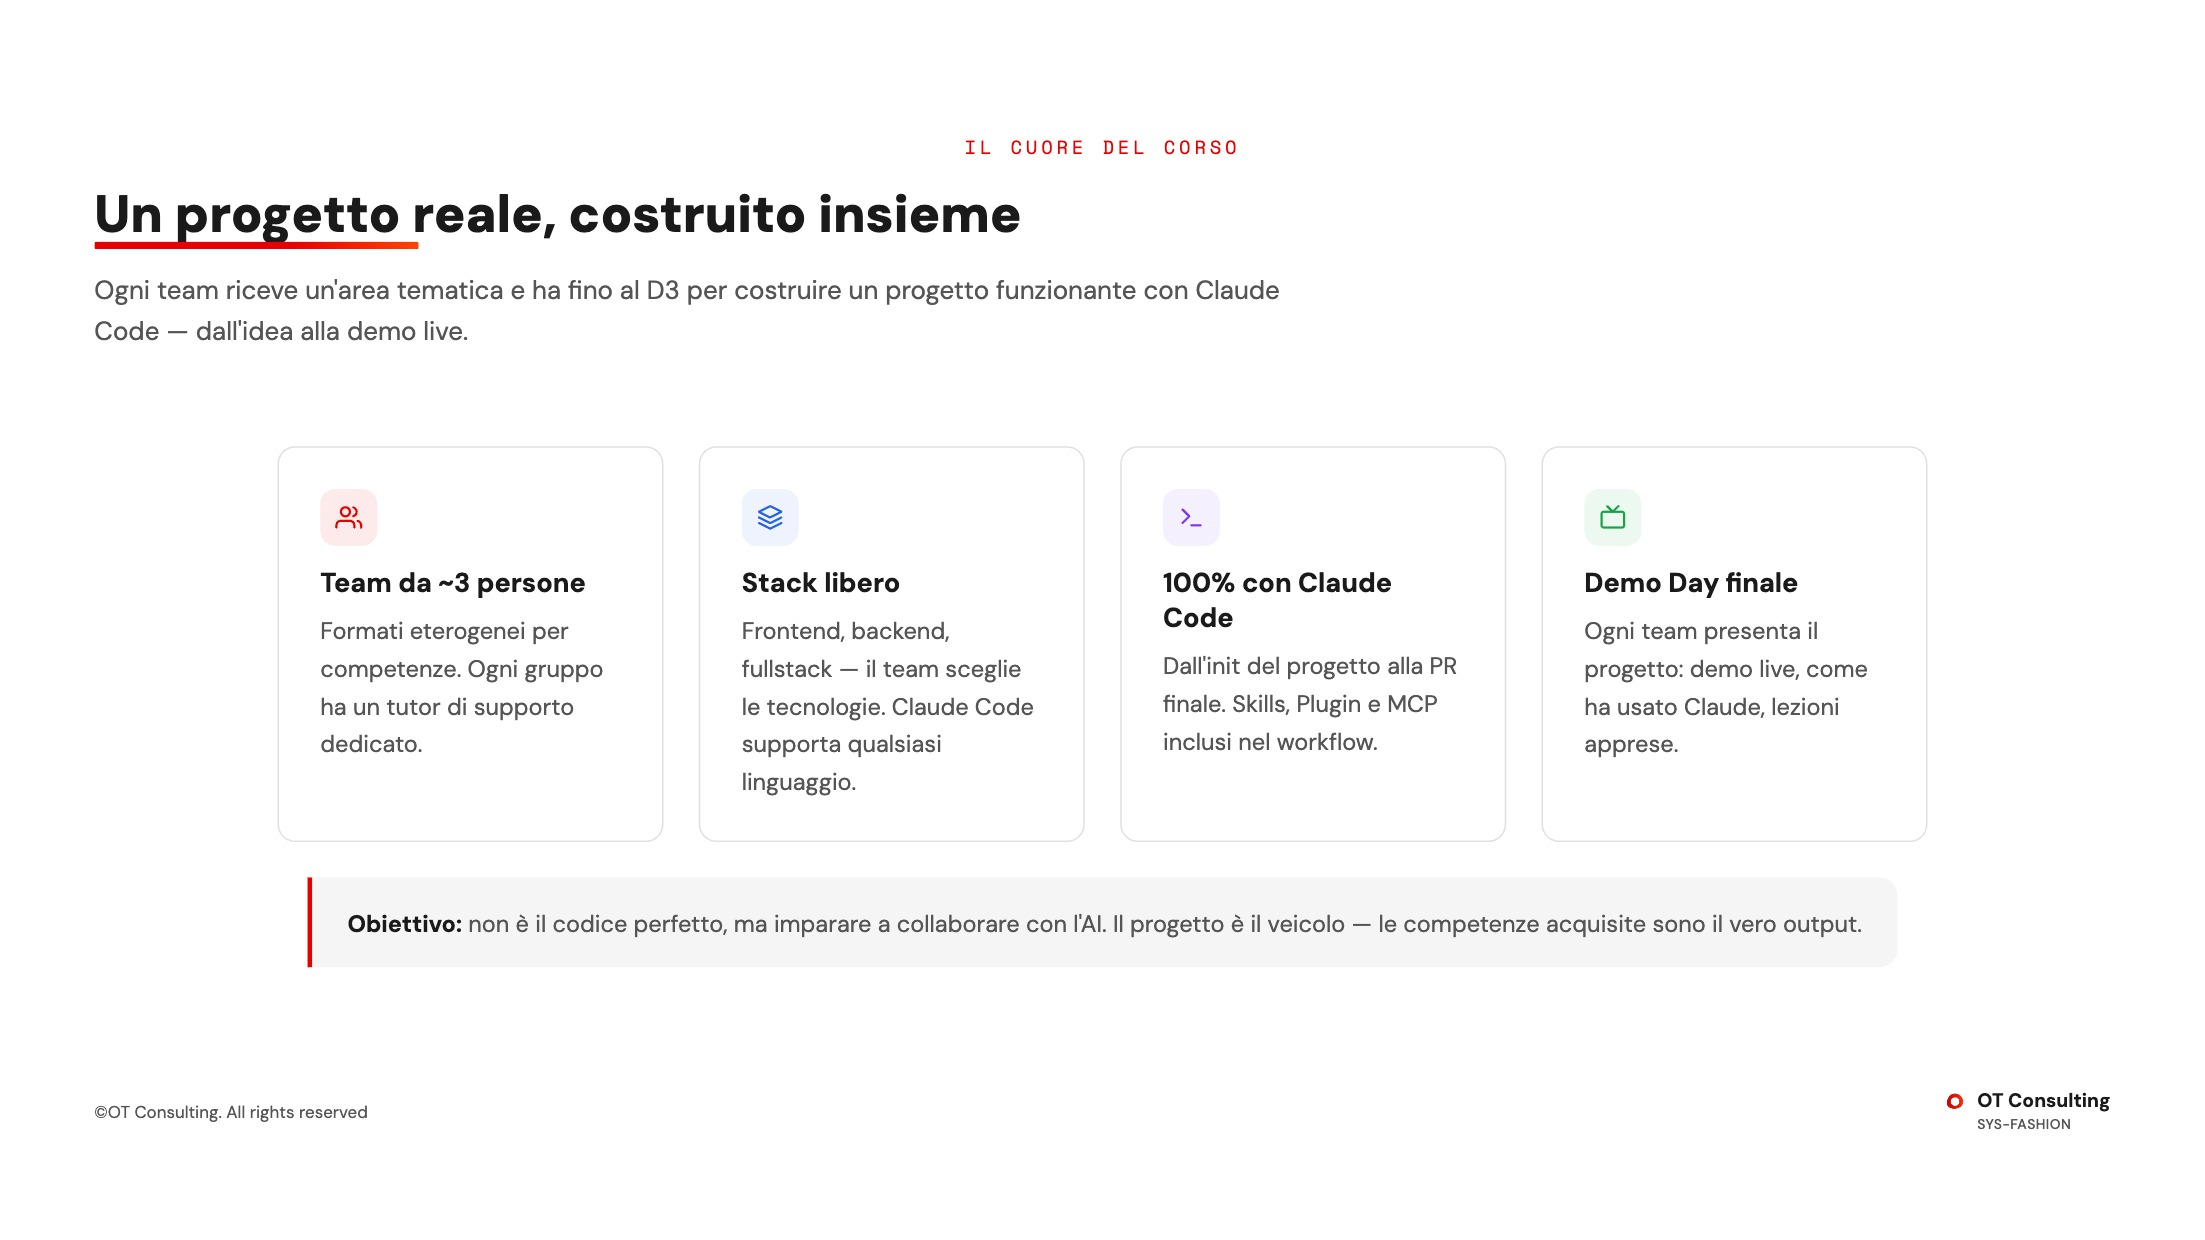 IL CUORE DEL CORSO
Un progetto reale, costruito insieme
Ogni team riceve un'area tematica e ha fino al D3 per costruire un progetto funzionante con Claude
Code — dall'idea alla demo live.
Team da ~3 persone
Formati eterogenei per
competenze. Ogni gruppo
ha un tutor di supporto
dedicato.
Stack libero
Frontend, backend,
fullstack — il team sceglie
le tecnologie. Claude Code
supporta qualsiasi
linguaggio.
100% con Claude
Code
Dall'init del progetto alla PR
finale. Skills, Plugin e MCP
inclusi nel workflow.
Demo Day finale
Ogni team presenta il
progetto: demo live, come
ha usato Claude, lezioni
apprese.
Obiettivo: non è il codice perfetto, ma imparare a collaborare con l'AI. Il progetto è il veicolo — le competenze acquisite sono il vero output.
©OT Consulting. All rights reserved
OT Consulting
SYS-FASHION